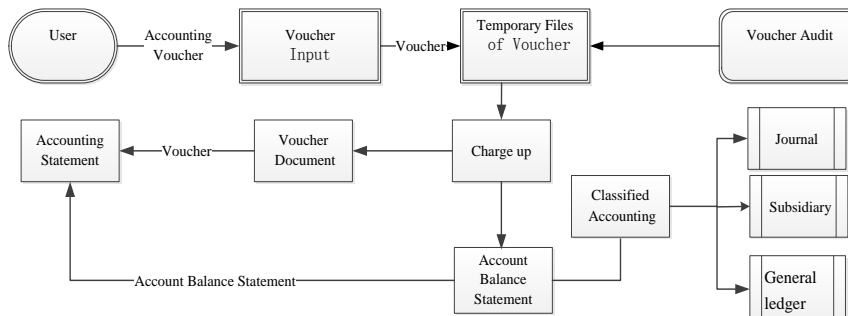 User
Accounting
Voucher
Voucher
Input
Voucher
Temporary Files
of Voucher
Voucher Audit
Accounting
Statement
Voucher
Voucher
Document
Charge up
Classified
Accounting
Journal
Subsidiary
General
ledger
Account Balance Statement
Account
Balance
Statement